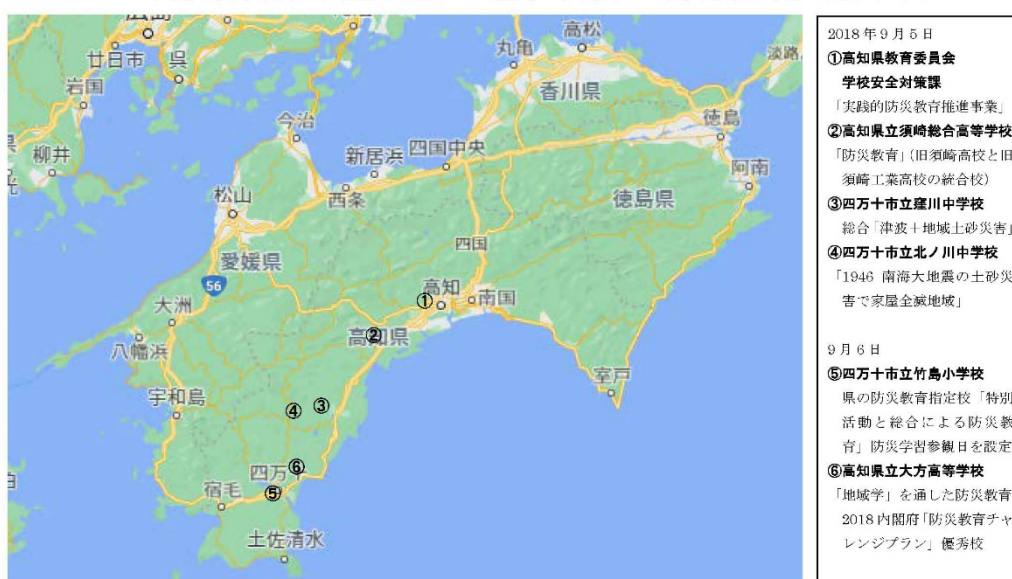 高松
丸亀
廿日市
呉
淡路
岩国
香川県
今治
徳島
新居浜
四国中央
柳井
阿南
松山
西条
徳島県
四国
愛媛県
56
高知
①
南国
大洲
高知県
②
八幡浜
室戸
宇和島
④
③
⑥
四万十
宿毛
⑤
土佐清水
2018年9月5日
①高知県教育委員会
学校安全対策課
「実践的防災教育推進事業」
②高知県立須崎総合高等学校
「防災教育」（旧須崎高校と旧
須崎工業高校の統合校）
③四万十市立窪川中学校
総合「津波＋地域土砂災害」
④四万十市立北ノ川中学校
「1946 南海大地震の土砂災
害で家屋全滅地域」
9月6日
⑤四万十市立竹島小学校
県の防災教育指定校「特別
活動と総合による防災教
育」防災学習参観日を設定
⑥高知県立大方高等学校
「地域学」を通した防災教育
2018内閣府「防災教育チャ
レンジプラン」優秀校